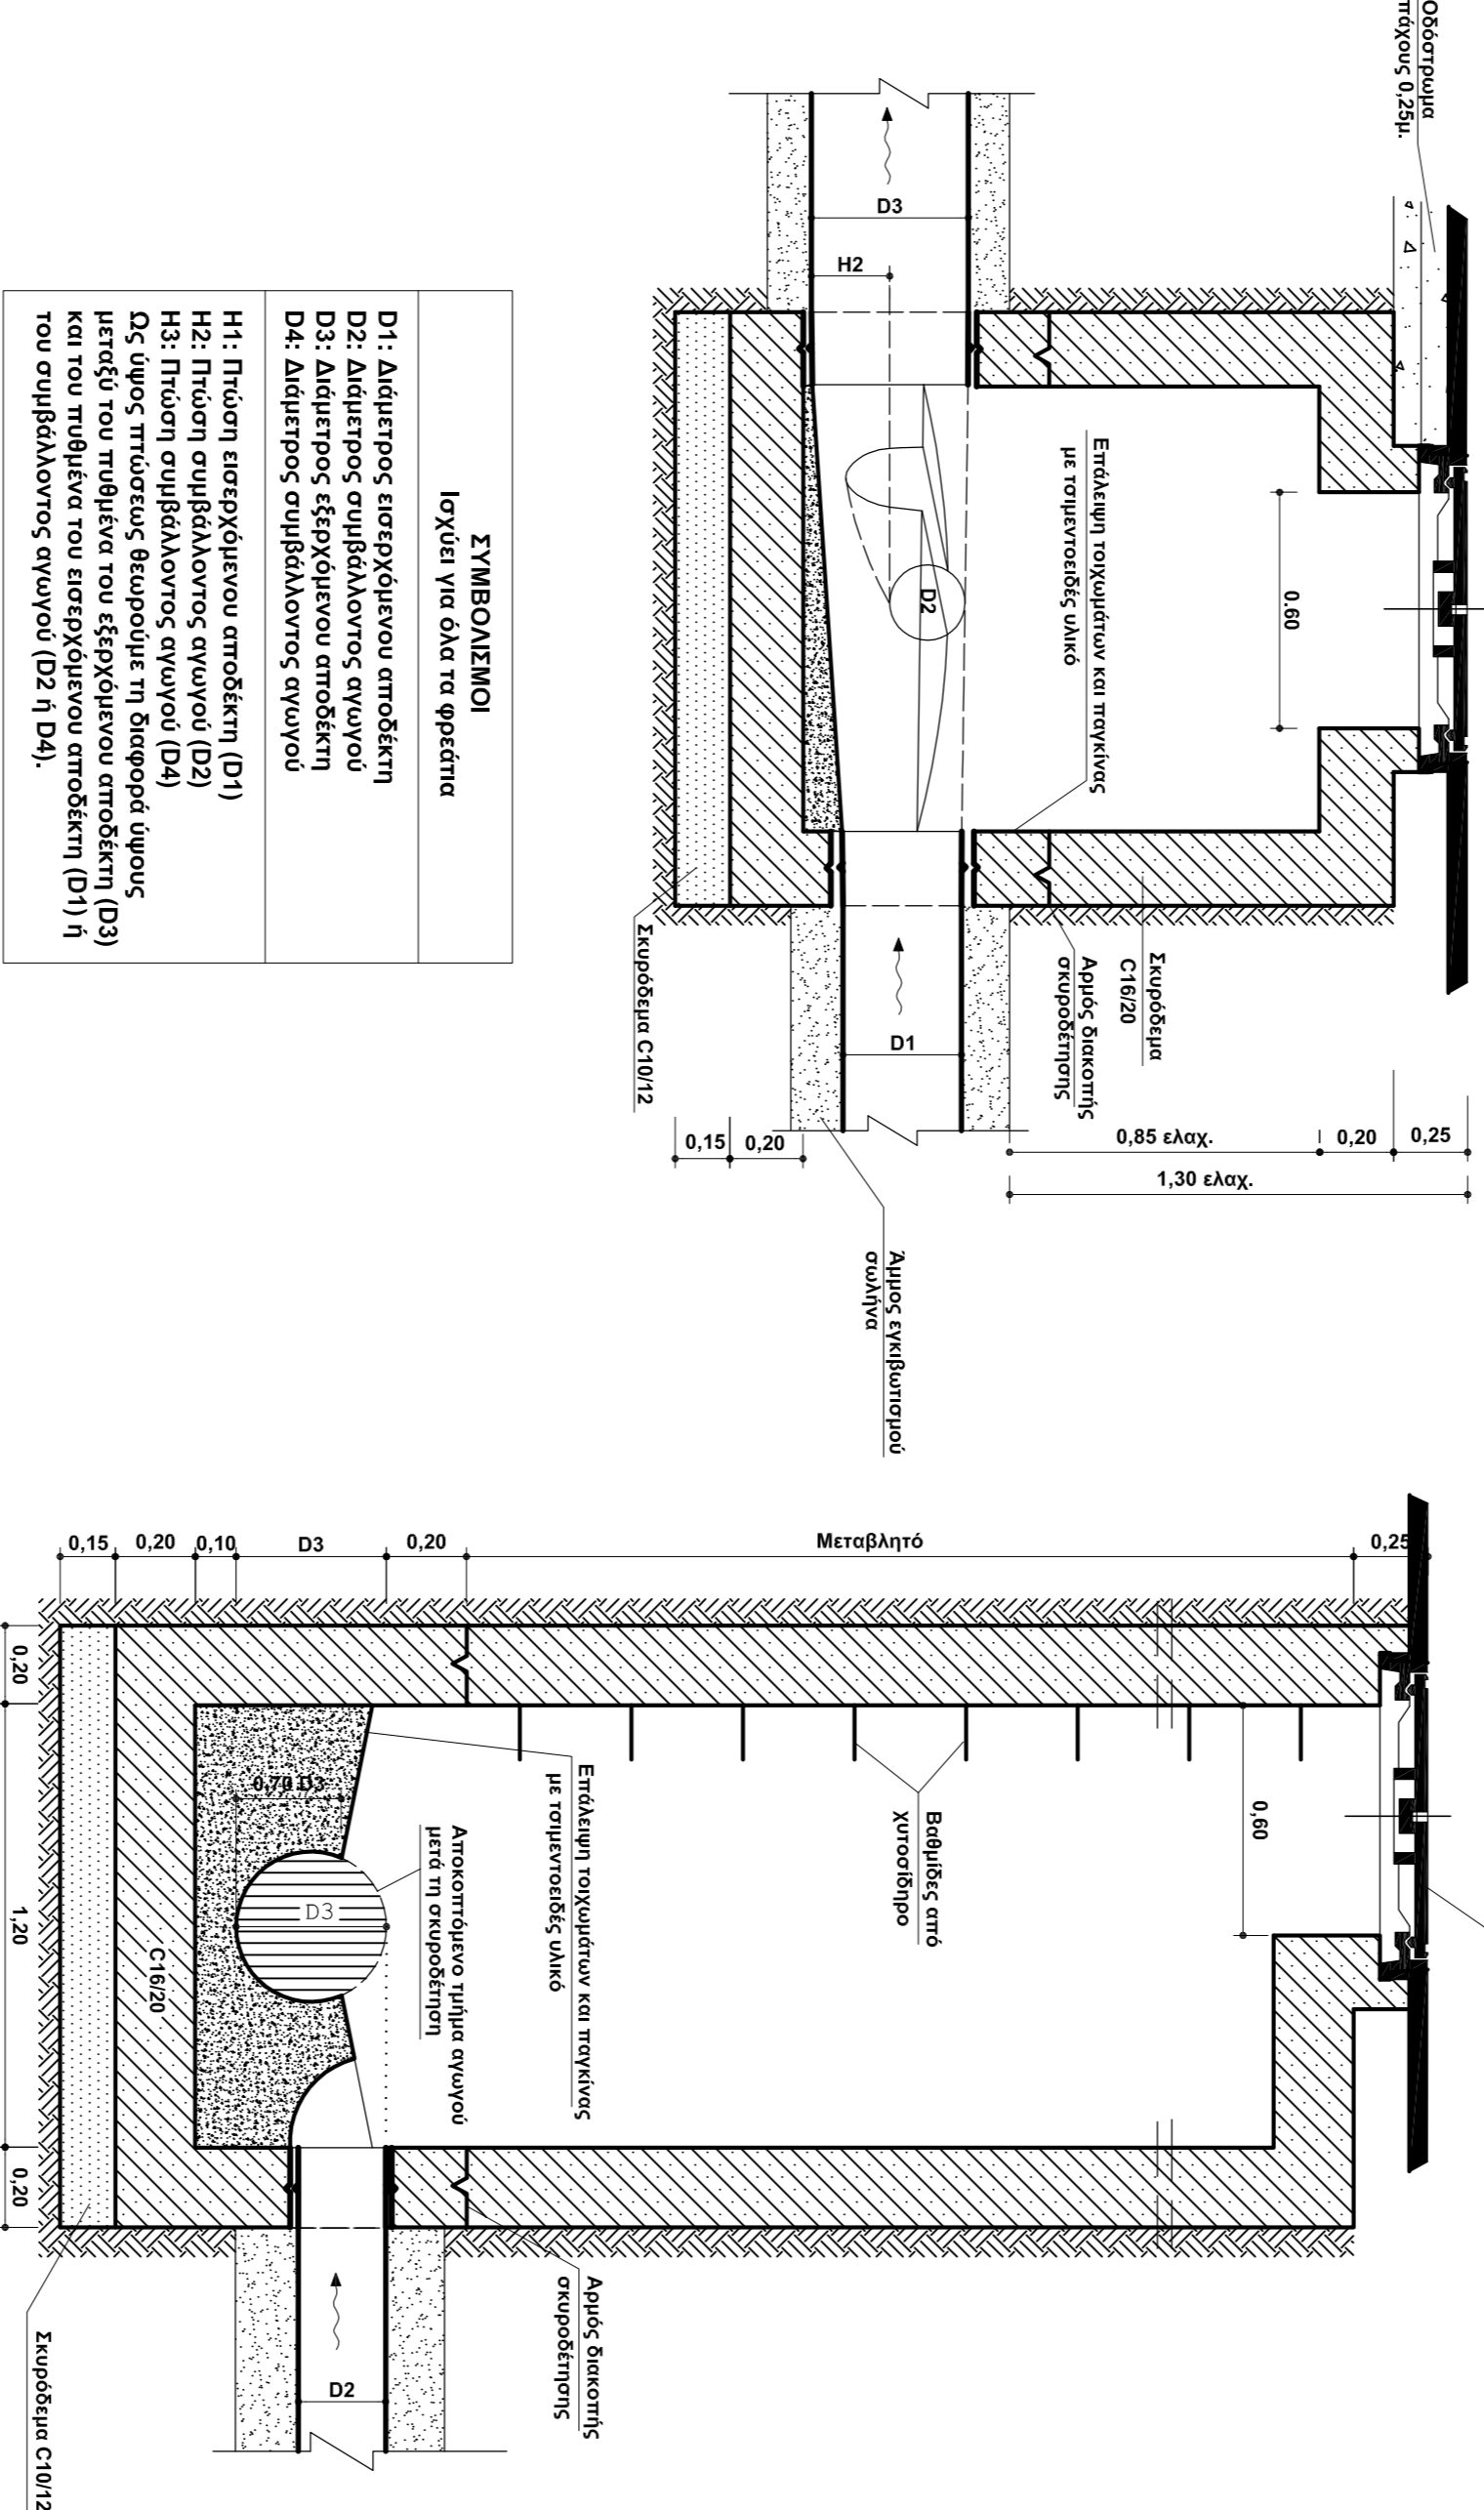 Οδόστρωμα
πάχους 0,25μ.
D3
H2
D2
0.60
Επάλειψη τοιχωμάτων και παγκίνας
με τσιμεντοειδές υλικό
Σκυρόδεμα
C16/20
Αρμός διακοπής
σκυροδέτησης
D1
Σκυρόδεμα C10/12
0,15
0,20
0,85 ελαχ.
0,20
0,25
1,30 ελαχ.
Άμμος εγκιβωτισμού
σωλήνα
ΣΥΜΒΟΛΙΣΜΟΙ
Ισχύει για όλα τα φρεάτια
D1: Διάμετρος εισερχόμενου αποδέκτη
D2: Διάμετρος συμβάλλοντος αγωγού
D3: Διάμετρος εξερχόμενου αποδέκτη
D4: Διάμετρος συμβάλλοντος αγωγού
H1: Πτώση εισερχόμενου αποδέκτη (D1)
H2: Πτώση συμβάλλοντος αγωγού (D2)
H3: Πτώση συμβάλλοντος αγωγού (D4)
Ως ύψος πτώσεως θεωρούμε τη διαφορά ύψους
μεταξύ του πυθμένα του εξερχόμενου αποδέκτη (D3)
και του πυθμένα του εισερχόμενου αποδέκτη (D1) ή
του συμβάλλοντος αγωγού (D2 ή D4).
0,15
0,20
0,10
D3
0,20
Μεταβλητό
0,25
0,60
Βαθμίδες από
χυτοσίδηρο
Επάλειψη τοιχωμάτων και παγκίνας
με τσιμεντοειδές υλικό
Αποκοπτόμενο τμήμα αγωγού
μετά τη σκυροδέτηση
0,70 D3
D3
C16/20
0,20
1,20
0,20
Αρμός διακοπής
σκυροδέτησης
D2
Σκυρόδεμα C10/12